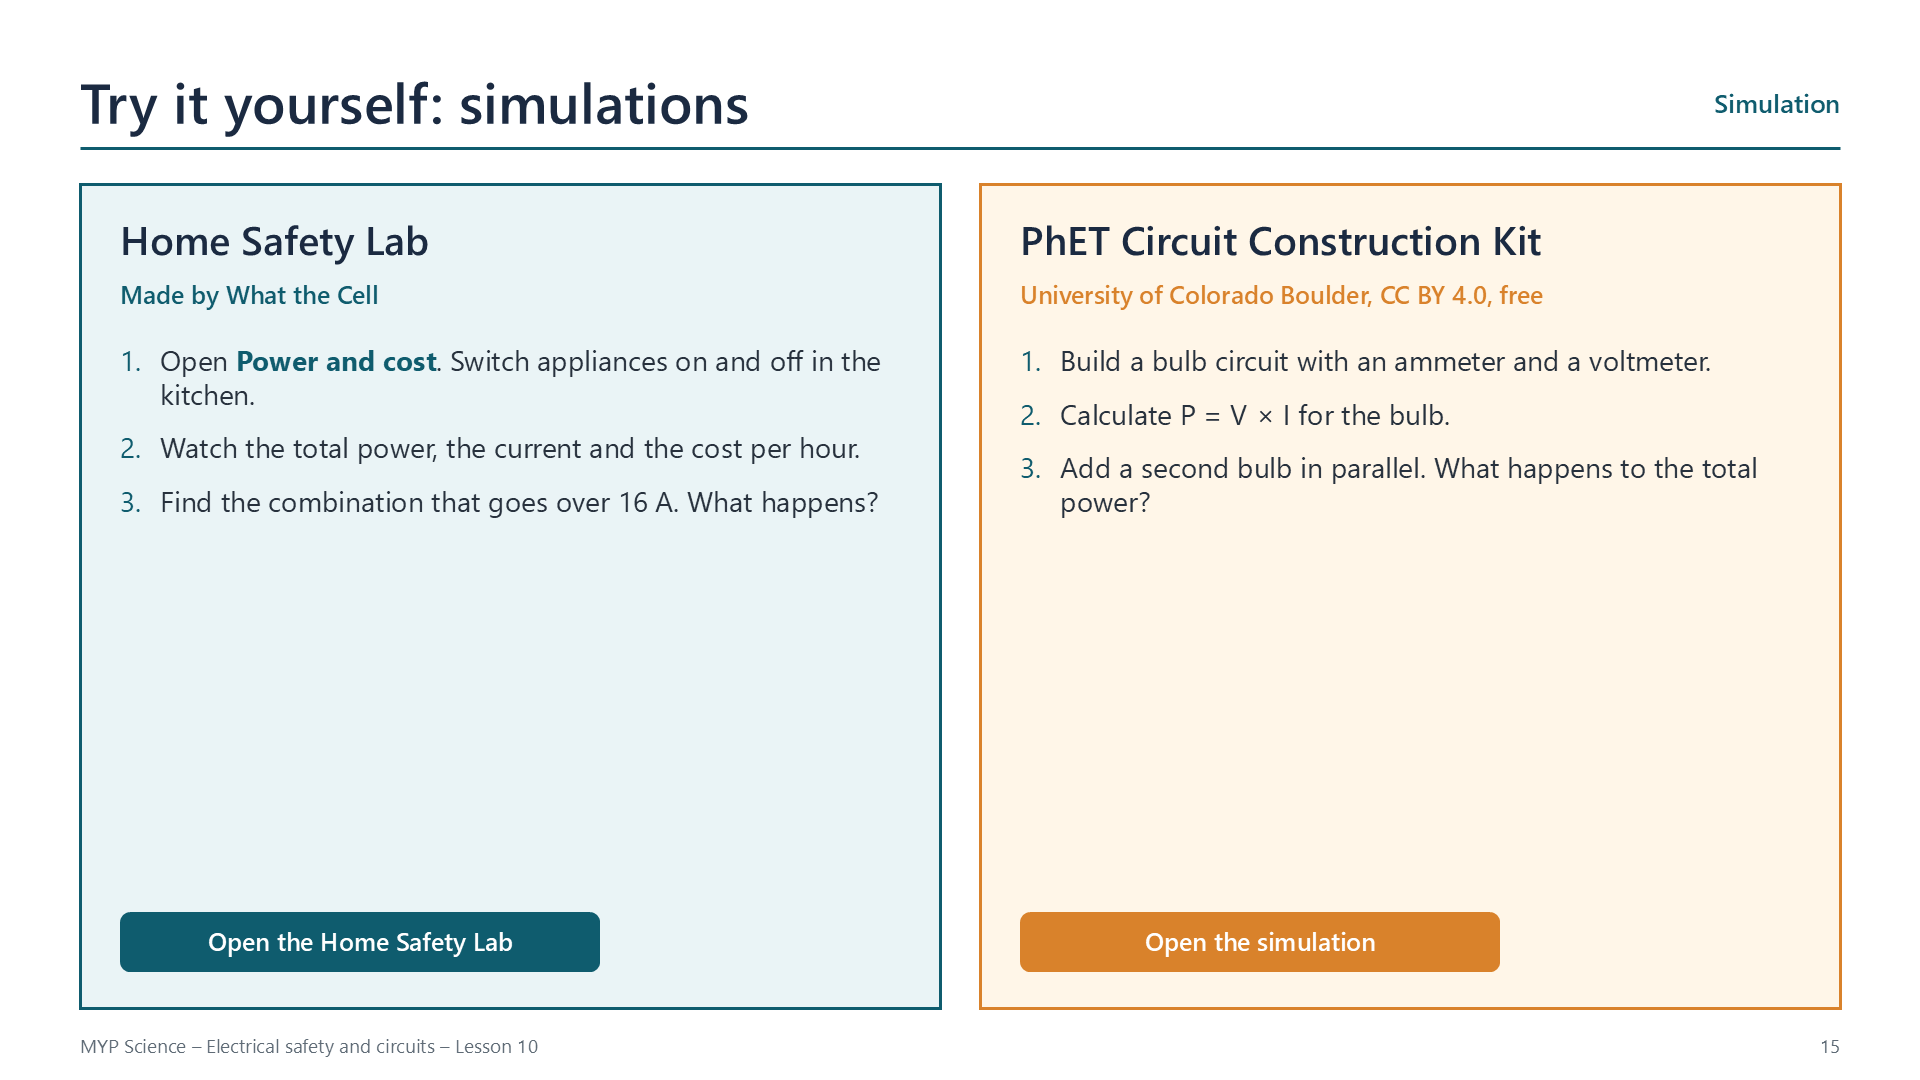 Try it yourself: simulations
Simulation
Home Safety Lab
Made by What the Cell
1. Open Power and cost. Switch appliances on and off in the
kitchen.
2. Watch the total power, the current and the cost per hour.
3. Find the combination that goes over 16 A. What happens?
Open the Home Safety Lab
PhET Circuit Construction Kit
University of Colorado Boulder, CC BY 4.0, free
1. Build a bulb circuit with an ammeter and a voltmeter.
2. Calculate P = V × I for the bulb.
3. Add a second bulb in parallel. What happens to the total
power?
Open the simulation
MYP Science – Electrical safety and circuits – Lesson 10
15